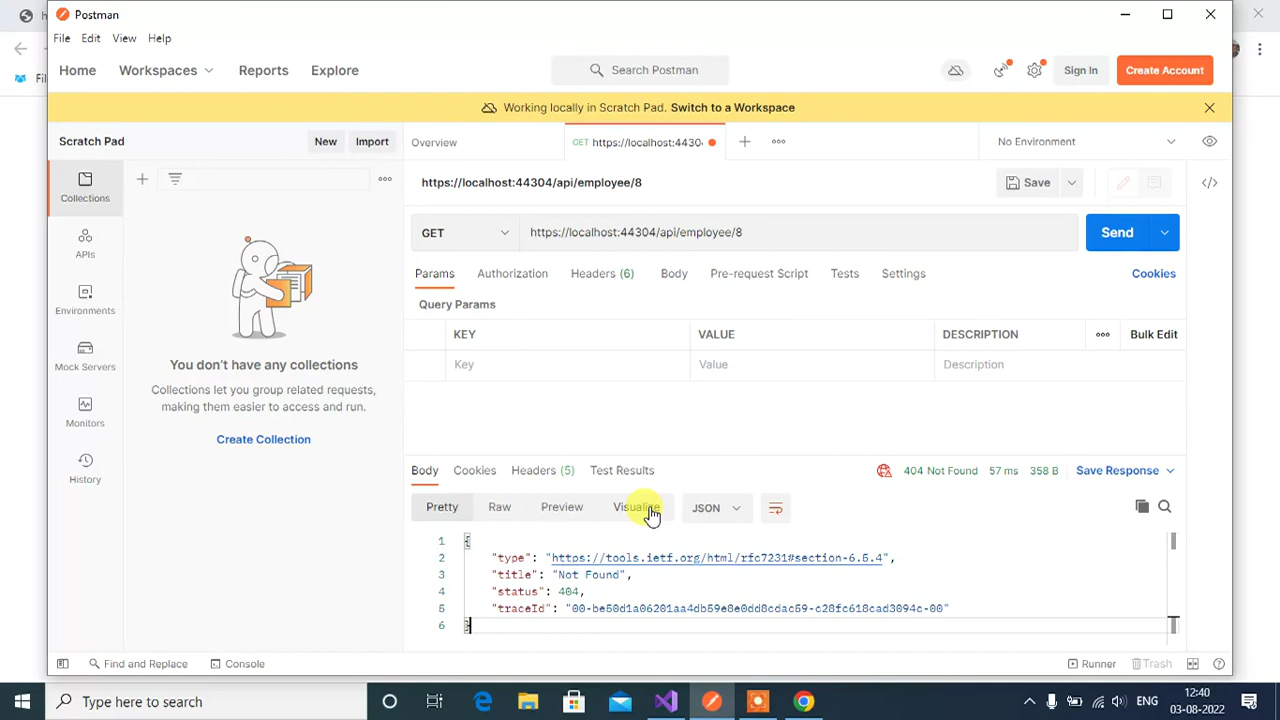 Postman
File Edit View Help
Home Workspaces Reports Explore Search Postman Sign In Create Account
Working locally in Scratch Pad. Switch to a Workspace
Scratch Pad New Import Overview GET https://localhost:44304 No Environment
Collections
https://localhost:44304/api/employee/8 Save
GET https://localhost:44304/api/employee/8 Send
APIs
Params Authorization Headers (6) Body Pre-request Script Tests Settings Cookies
Environments
Query Params
KEY VALUE DESCRIPTION Bulk Edit
Mock Servers
Key Value Description
You don't have any collections
Collections let you group related requests,
making them easier to access and run.
Monitors
Create Collection
History
Body Cookies Headers (5) Test Results 404 Not Found 57 ms 358 B Save Response
Pretty Raw Preview Visualize JSON
1 {
2 "type": "https://tools.ietf.org/html/rfc7231#section-6.5.4",
3 "title": "Not Found",
4 "status": 404,
5 "traceId": "00-be50d1a06201aa4db59e8e0dd8cdac59-c28fc618cad3094c-00"
6 }
Find and Replace Console Runner Trash
Type here to search ENG 12:40
03-08-2022